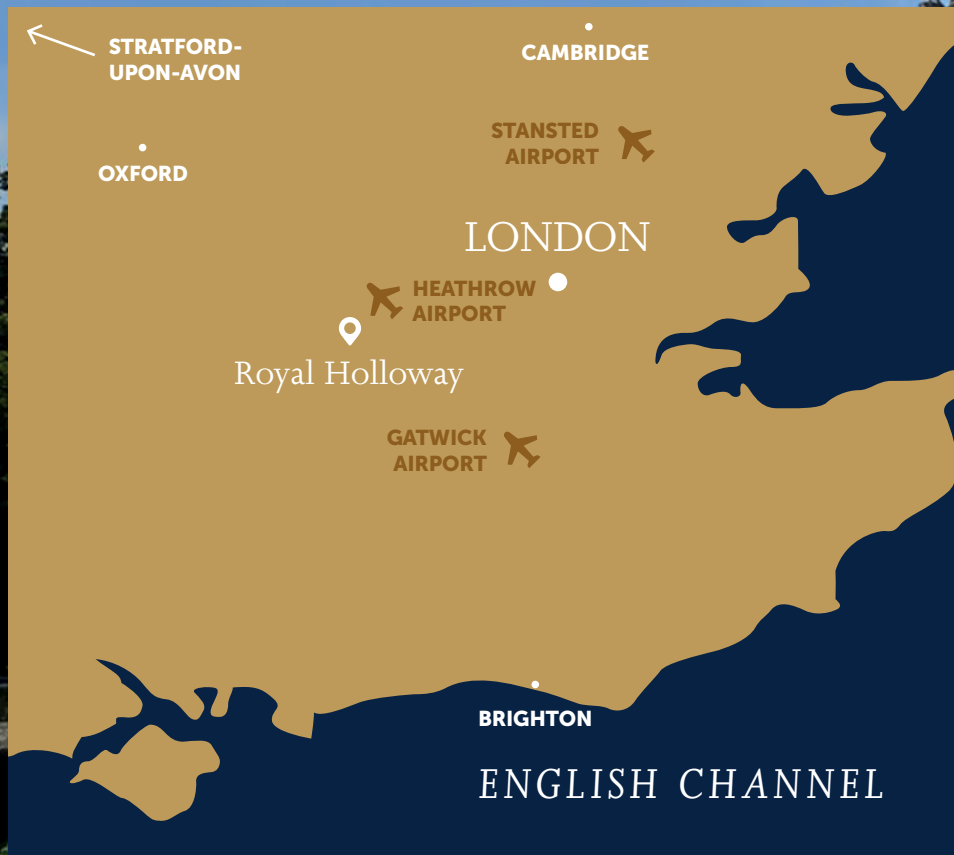 STRATFORD-
UPON-AVON
CAMBRIDGE
STANSTED
AIRPORT
OXFORD
LONDON
HEATHROW
AIRPORT
Royal Holloway
GATWICK
AIRPORT
BRIGHTON
ENGLISH CHANNEL